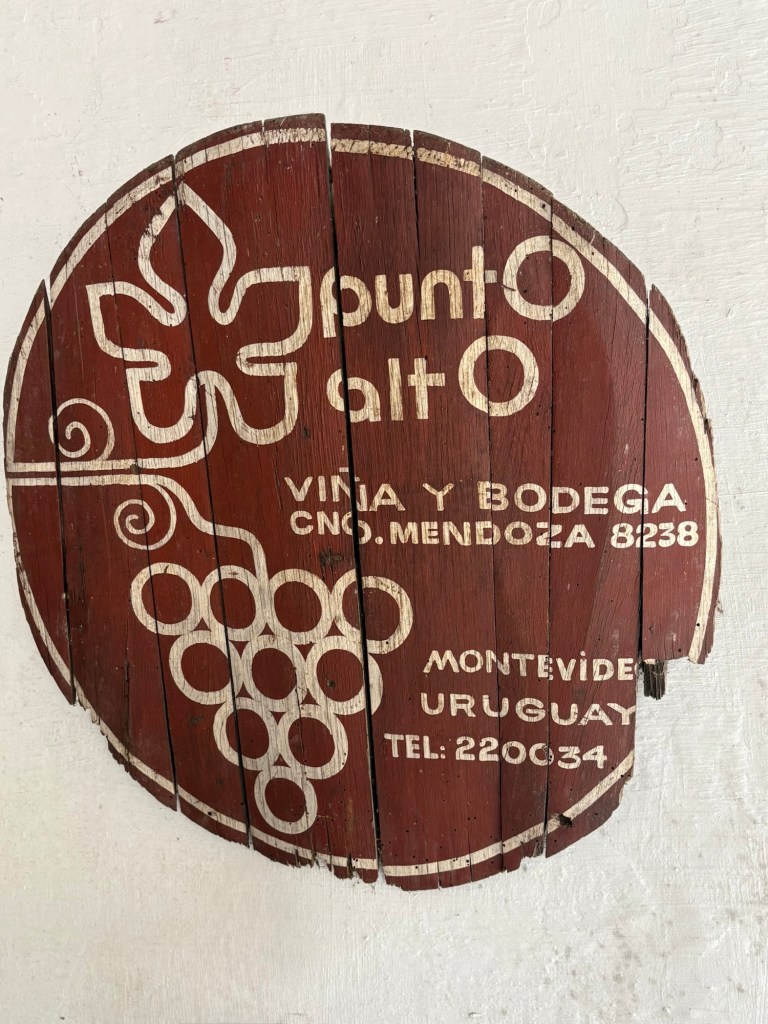 punto
alto
VIÑA Y BODEGA
CNO. MENDOZA 8238
MONTEVIDE
URUGUAY
TEL: 220034